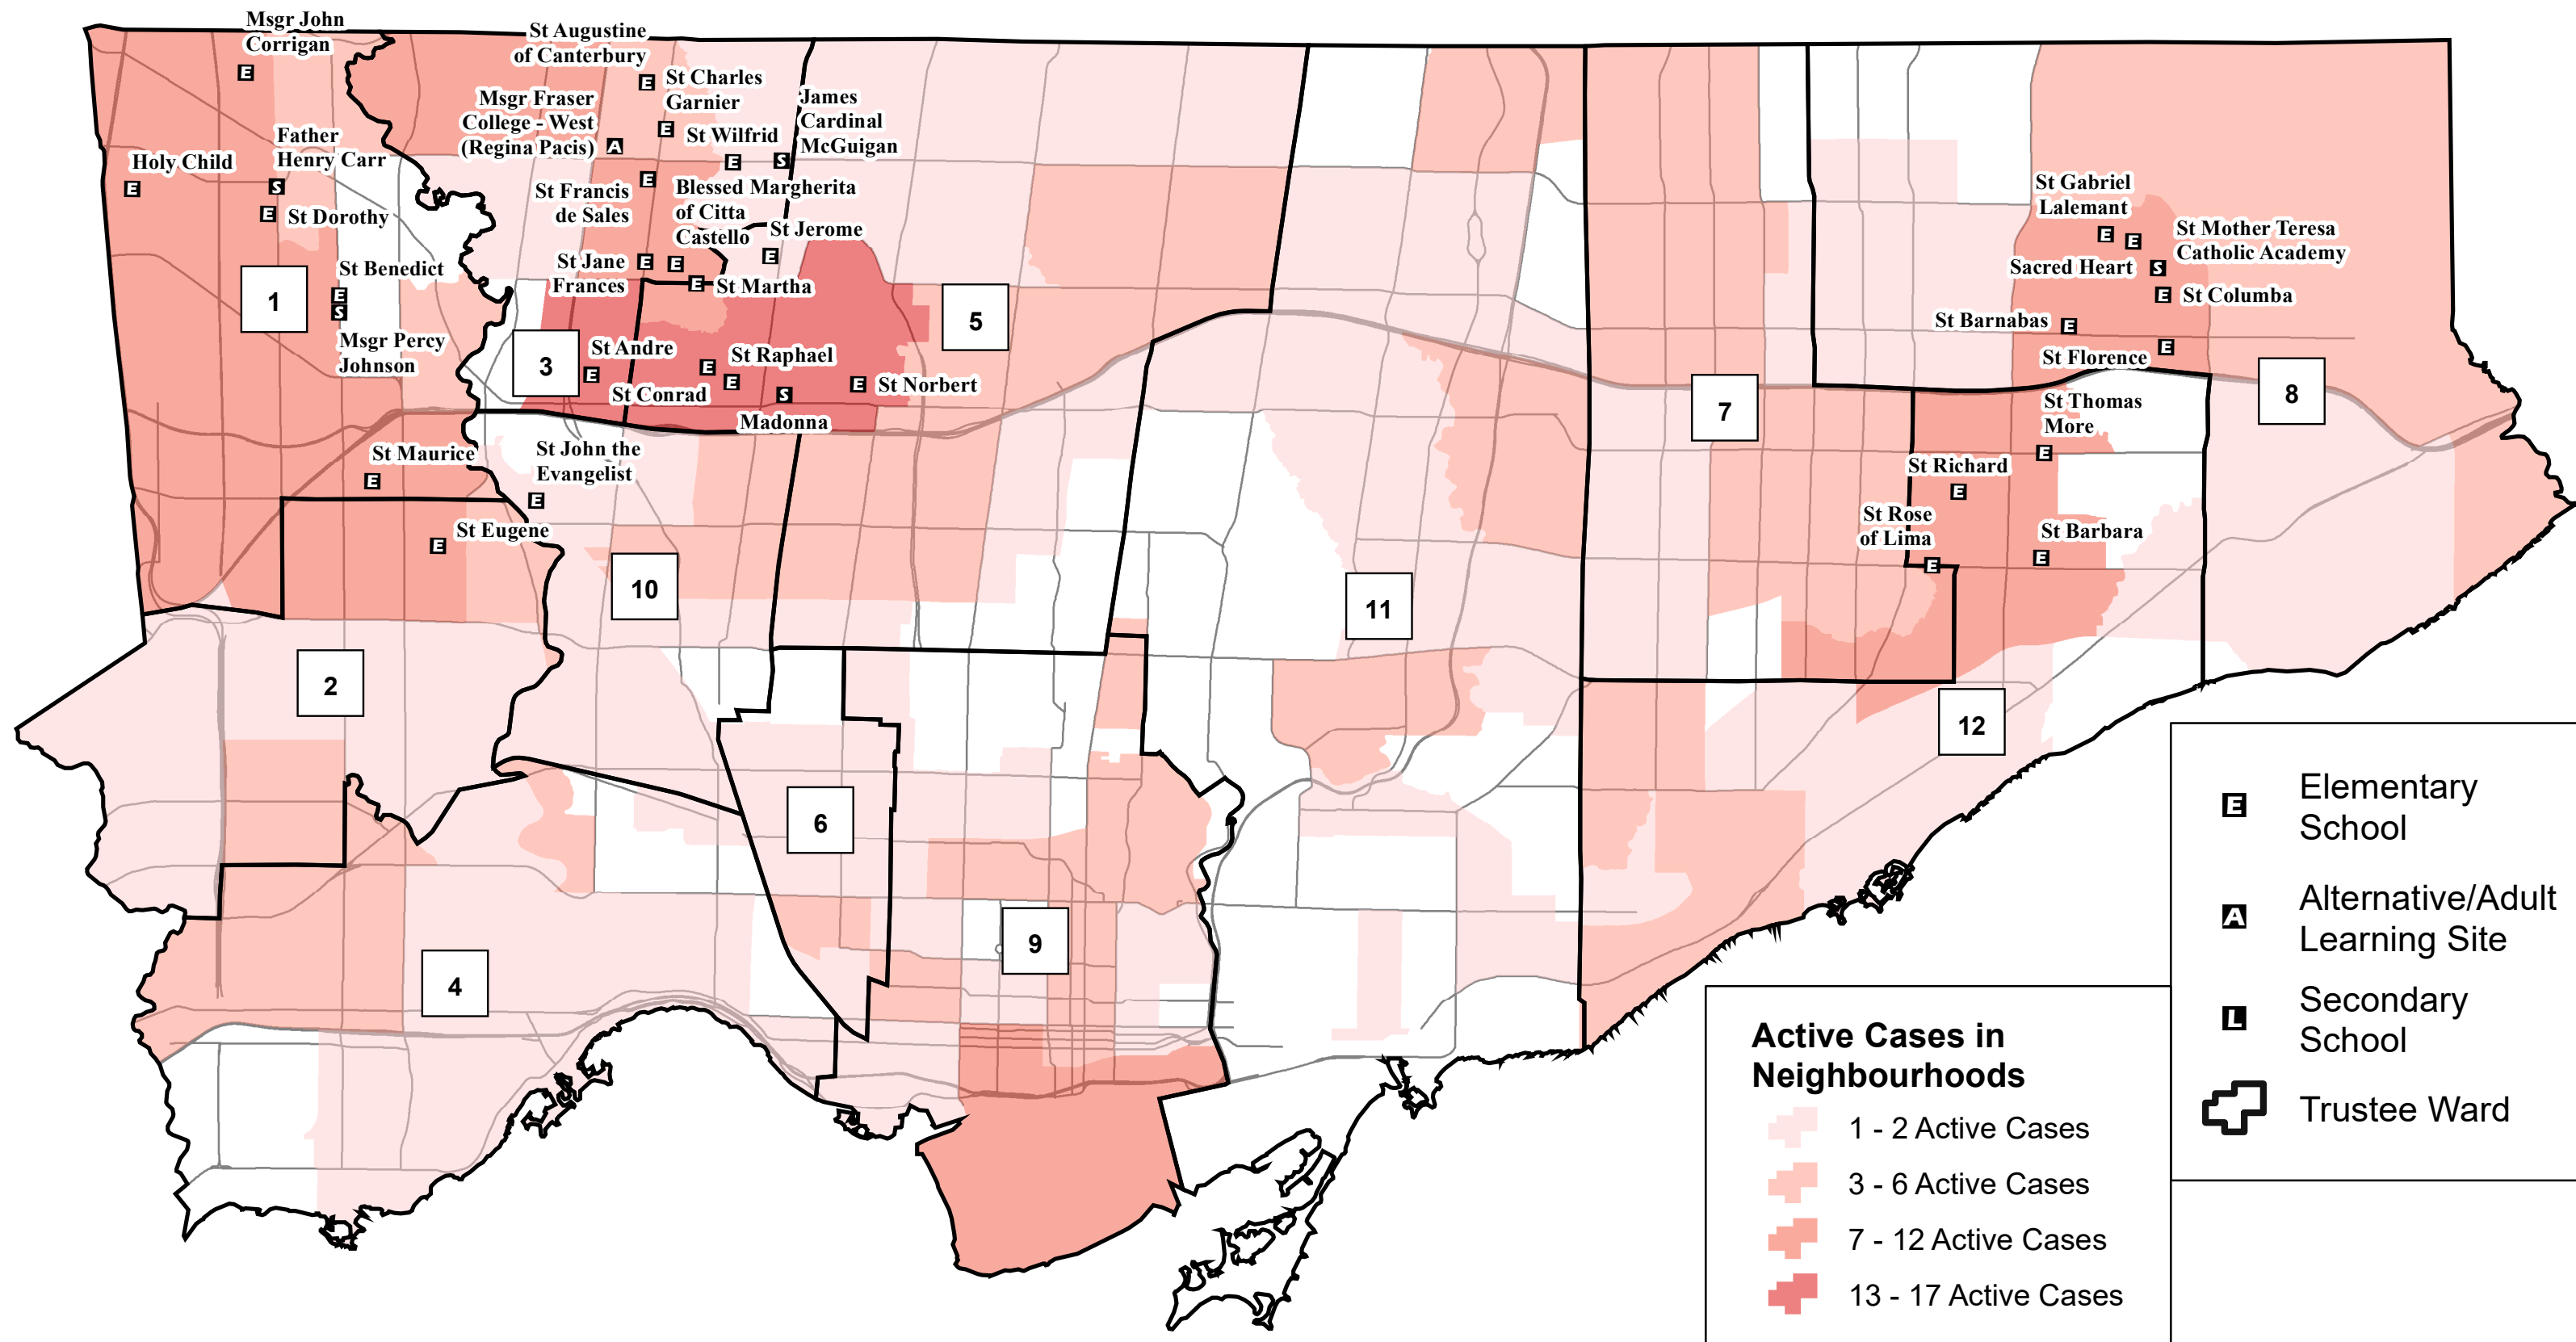 Msgr John
Corrigan
St Augustine
of Canterbury
E
E
St Charles
Garnier
Msgr Fraser
College - West
(Regina Pacis)
A
E
James
Cardinal
McGuigan
Father
Henry Carr
St Wilfrid
E
S
Holy Child
E
S
St Francis
de Sales
E
Blessed Margherita
of Citta
Castello
E
St Dorothy
St Jerome
E
St Jane
Frances
E
E
E
St Martha
St Benedict
E
S
Msgr Percy
Johnson
1
3
5
St Andre
E
E
St Raphael
E
St Conrad
S
Madonna
E
St Norbert
St Maurice
E
St John the
Evangelist
E
St Eugene
E
10
2
6
4
9
11
7
12
8
St Gabriel
Lalemant
E
E
St Mother Teresa
Catholic Academy
Sacred Heart
S
E
St Columba
St Barnabas
E
St Florence
E
St Thomas
More
E
St Richard
E
St Rose
of Lima
E
St Barbara
E
E
Elementary
School
A
Alternative/Adult
Learning Site
L
Secondary
School
Trustee Ward
Active Cases in
Neighbourhoods
1 - 2 Active Cases
3 - 6 Active Cases
7 - 12 Active Cases
13 - 17 Active Cases